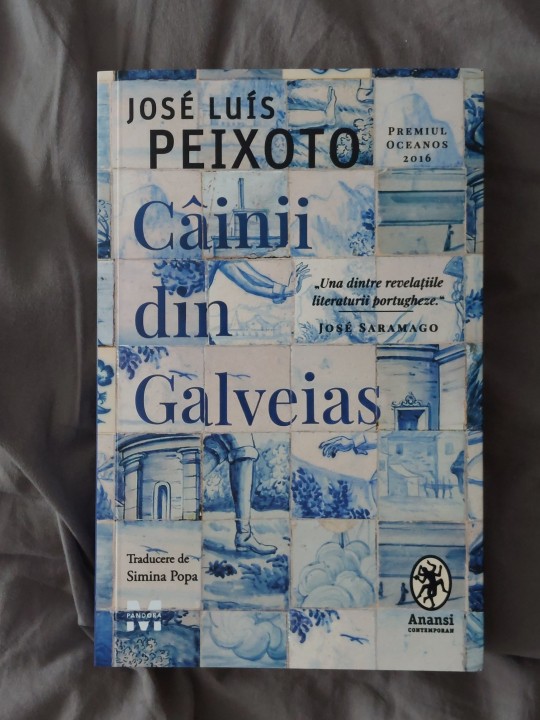 JOSÉ LUÍS
PEIXOTO
PREMIUL
OCEANOS
2016
Câinii
din
Galveias
„Una dintre revelațiile
literaturii portugheze.“
JOSÉ SARAMAGO
Traducere de
Simina Popa
PANDORA
M
Anansi
CONTEMPORAN